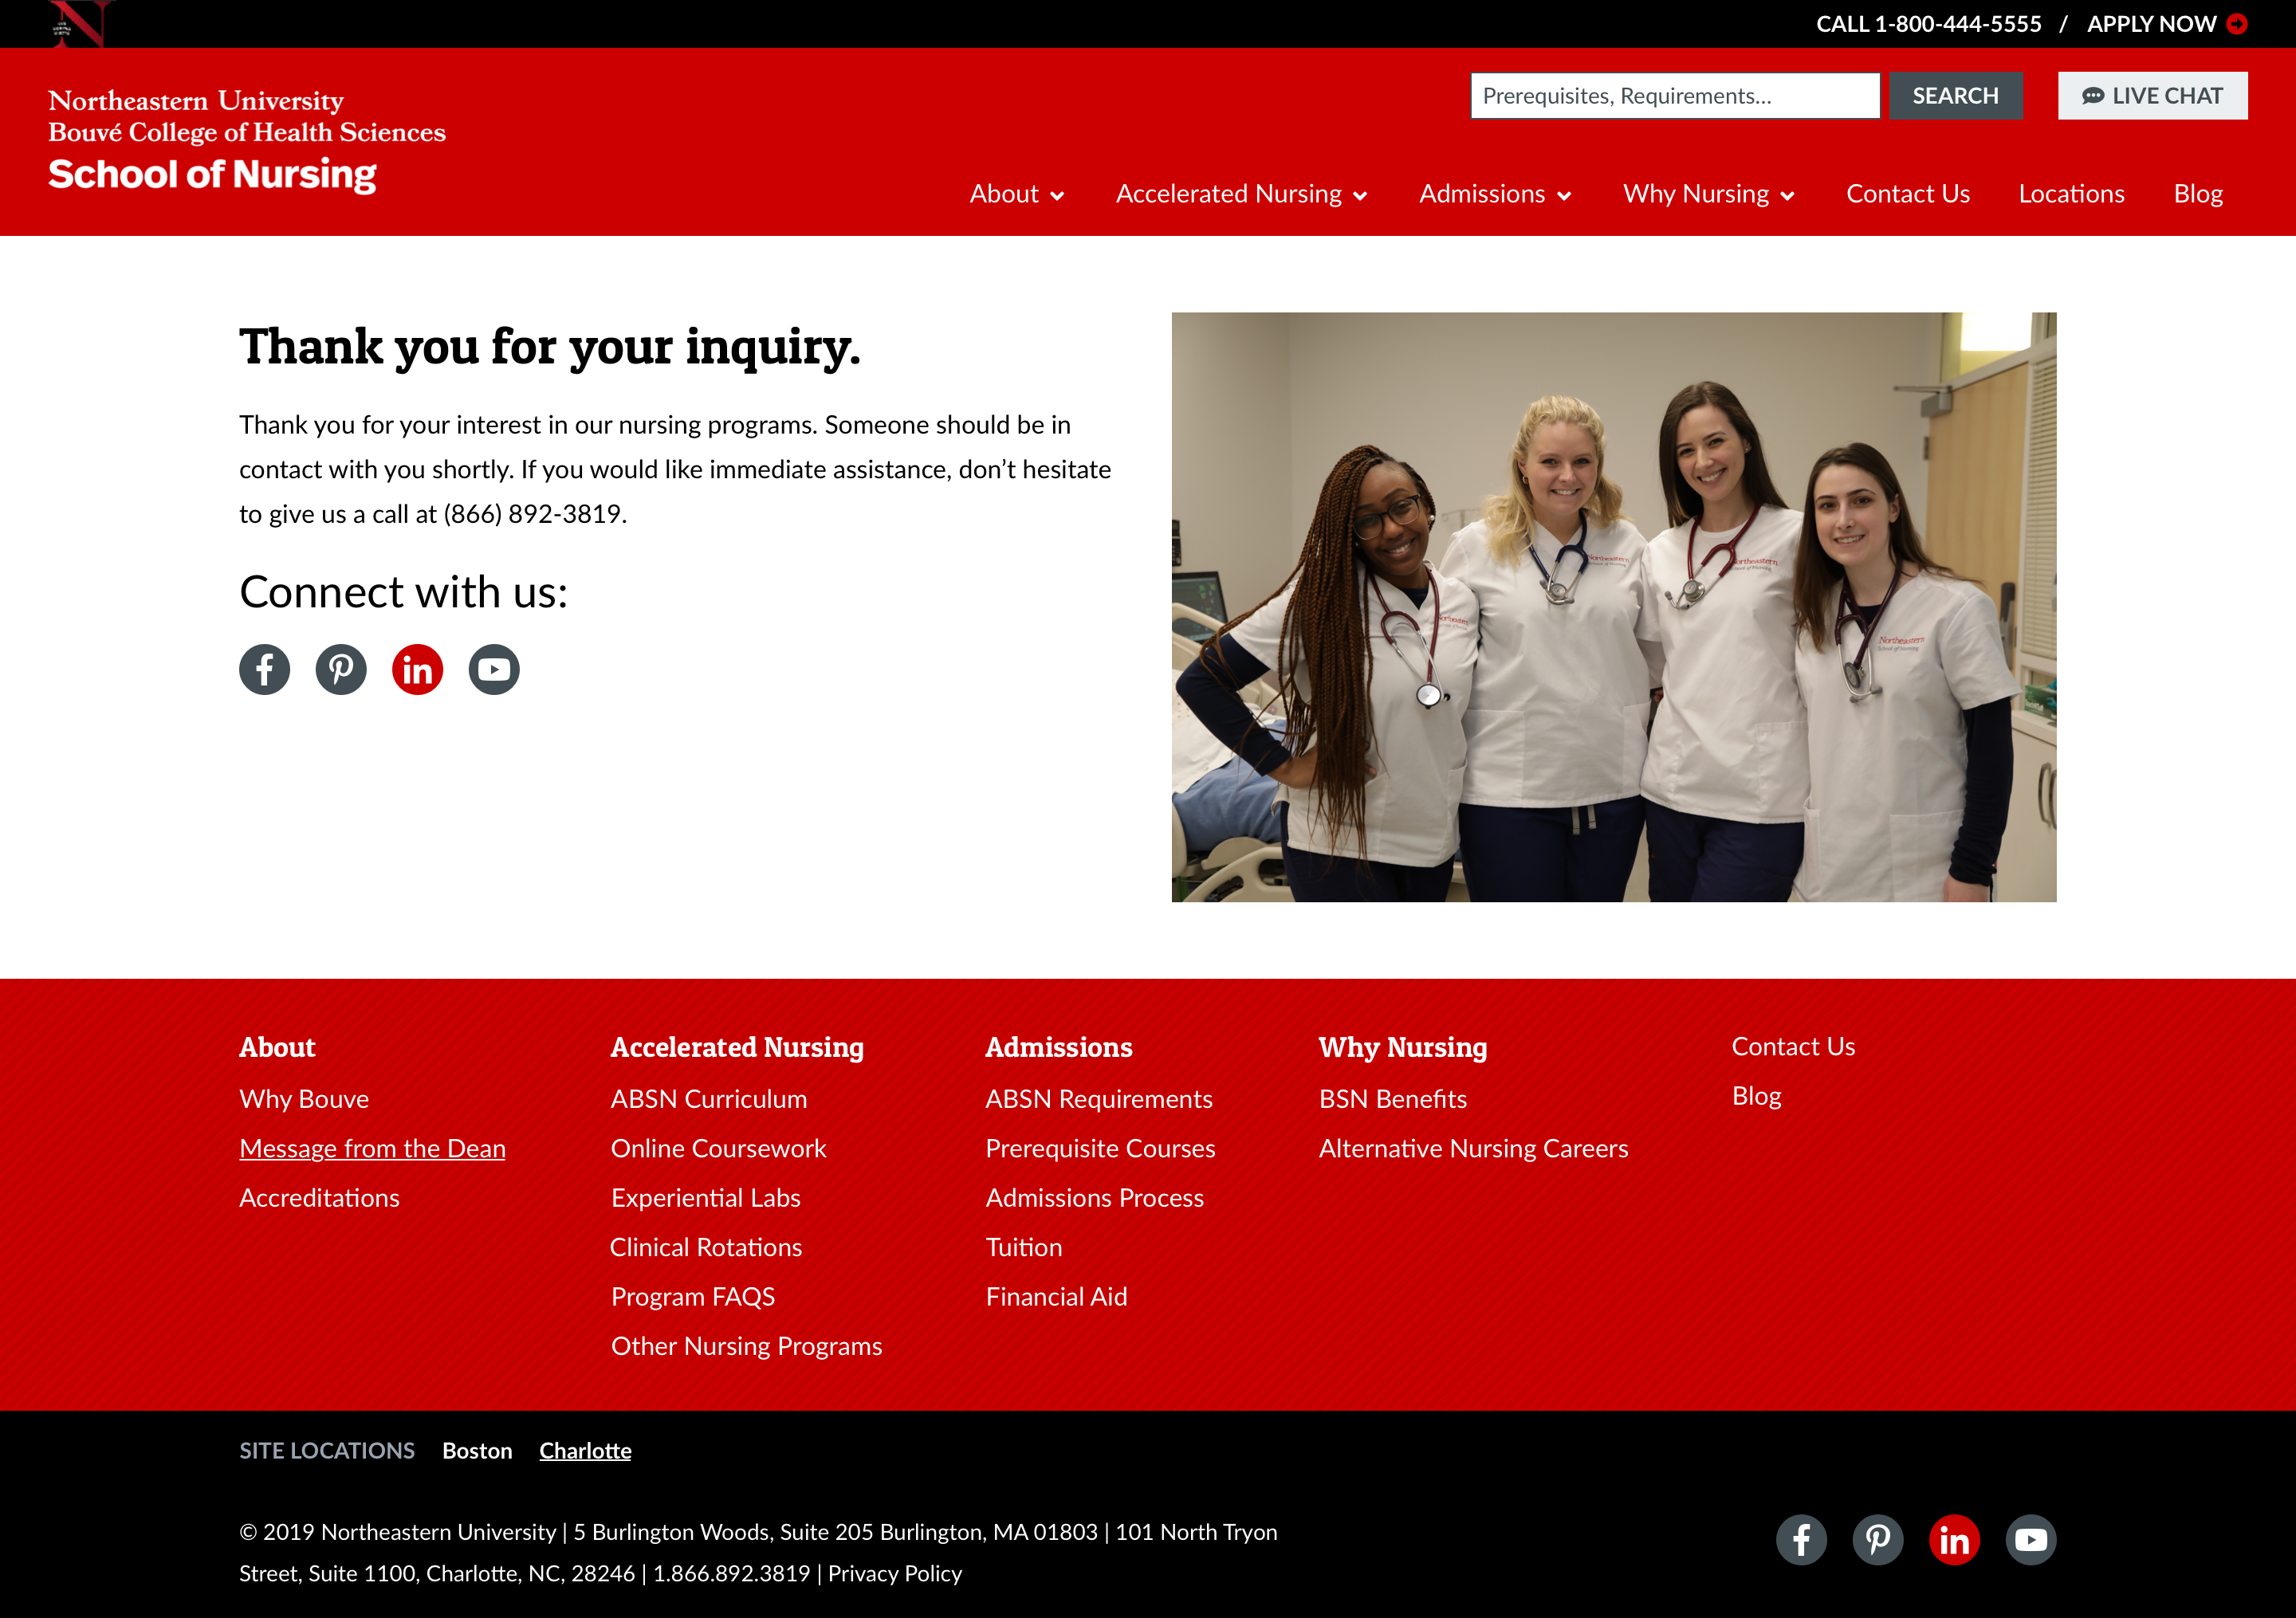 CALL 1-800-444-5555 / APPLY NOW
Northeastern University
Bouvé College of Health Sciences
School of Nursing
Prerequisites, Requirements...
SEARCH
LIVE CHAT
About
Accelerated Nursing
Admissions
Why Nursing
Contact Us
Locations
Blog
Thank you for your inquiry.
Thank you for your interest in our nursing programs. Someone should be in
contact with you shortly. If you would like immediate assistance, don’t hesitate
to give us a call at (866) 892-3819.
Connect with us:
Northeastern
School of Nursing
About
Why Bouve
Message from the Dean
Accreditations
Accelerated Nursing
ABSN Curriculum
Online Coursework
Experiential Labs
Clinical Rotations
Program FAQS
Other Nursing Programs
Admissions
ABSN Requirements
Prerequisite Courses
Admissions Process
Tuition
Financial Aid
Why Nursing
BSN Benefits
Alternative Nursing Careers
Contact Us
Blog
SITE LOCATIONS Boston Charlotte
© 2019 Northeastern University | 5 Burlington Woods, Suite 205 Burlington, MA 01803 | 101 North Tryon
Street, Suite 1100, Charlotte, NC, 28246 | 1.866.892.3819 | Privacy Policy